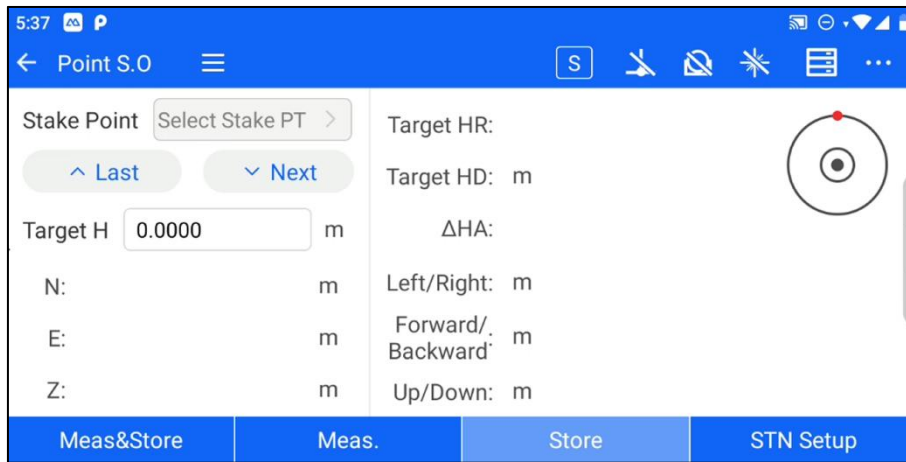 5:37 P
Point S.O S
Stake Point Select Stake PT
Last Next
Target H 0.0000 m
N: m
E: m
Z: m
Target HR:
Target HD: m
ΔHA:
Left/Right: m
Forward/
Backward: m
Up/Down: m
Meas&Store Meas. Store STN Setup